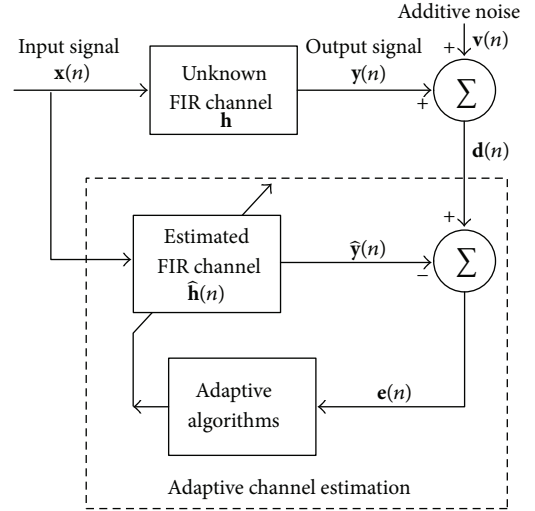 Additive noise
Input signal
x(n)
Output signal
y(n)
+
v(n)
Unknown
FIR channel
h
+
∑
d(n)
+
Estimated
FIR channel
ĥ(n)
ŷ(n)
−
∑
Adaptive
algorithms
e(n)
Adaptive channel estimation